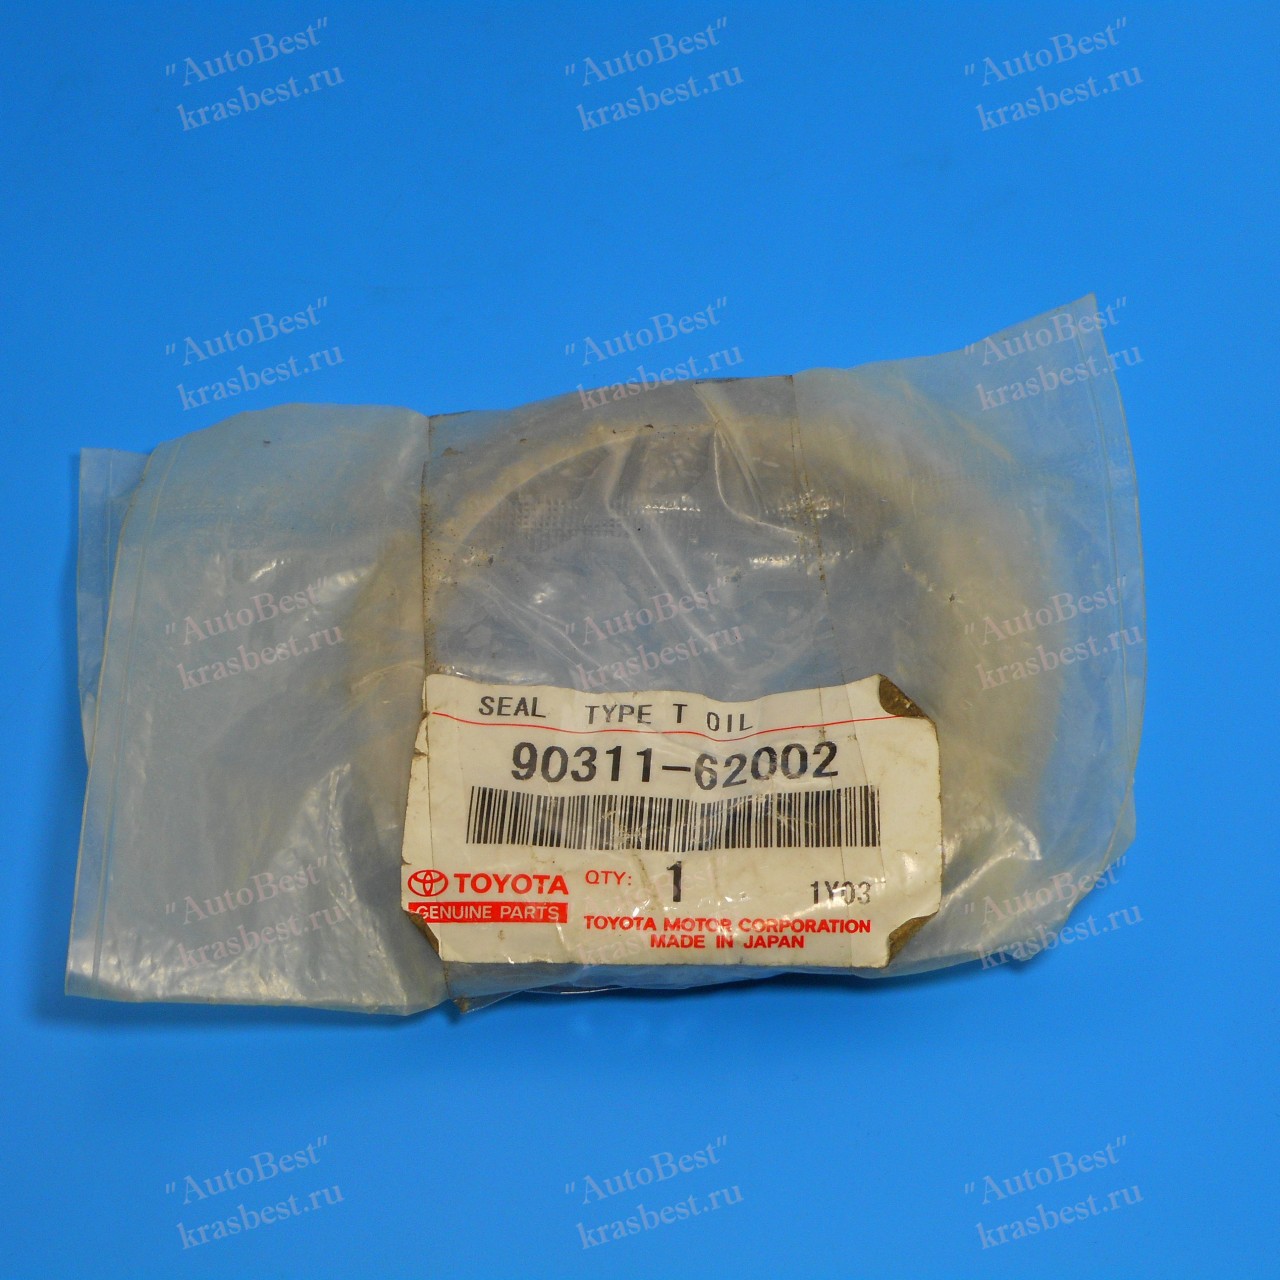 "AutoBest" "AutoBest" "AutoBest"
krasbest.ru krasbest.ru krasbest.ru
"AutoBest" "AutoBest" "AutoBest"
krasbest.ru krasbest.ru krasbest.ru
"AutoBest" "AutoBest" "AutoBest"
krasbest.ru krasbest.ru krasbest.ru
SEAL TYPE T OIL
90311-62002
TOYOTA QTY: 1 1Y03
GENUINE PARTS
TOYOTA MOTOR CORPORATION
MADE IN JAPAN
"AutoBest" "AutoBest" "AutoBest"
krasbest.ru krasbest.ru krasbest.ru
"AutoBest" "AutoBest" "AutoBest"
krasbest.ru krasbest.ru krasbest.ru